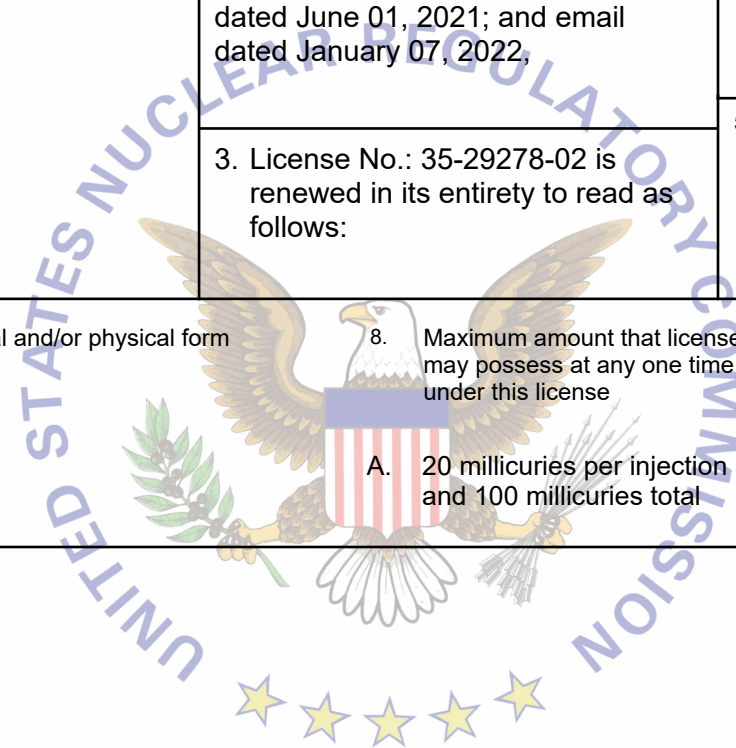 dated June 01, 2021; and email
dated January 07, 2022,
3. License No.: 35-29278-02 is
renewed in its entirety to read as
follows:
and/or physical form
8. Maximum amount that license
may possess at any one time
under this license
A. 20 millicuries per injection
and 100 millicuries total
UNITED STATES NUCLEAR REGULATORY COMMISSION